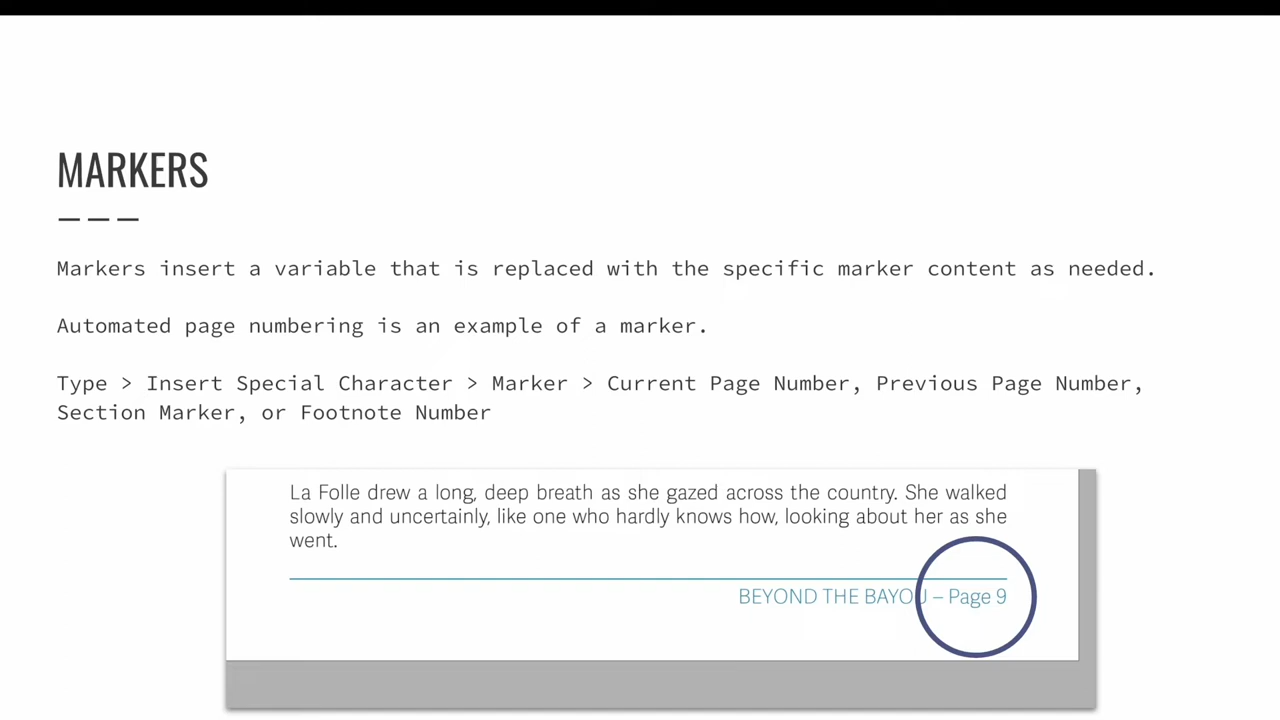 MARKERS
Markers insert a variable that is replaced with the specific marker content as needed.
Automated page numbering is an example of a marker.
Type > Insert Special Character > Marker > Current Page Number, Previous Page Number,
Section Marker, or Footnote Number
La Folle drew a long, deep breath as she gazed across the country. She walked
slowly and uncertainly, like one who hardly knows how, looking about her as she
went.
BEYOND THE BAYOU – Page 9